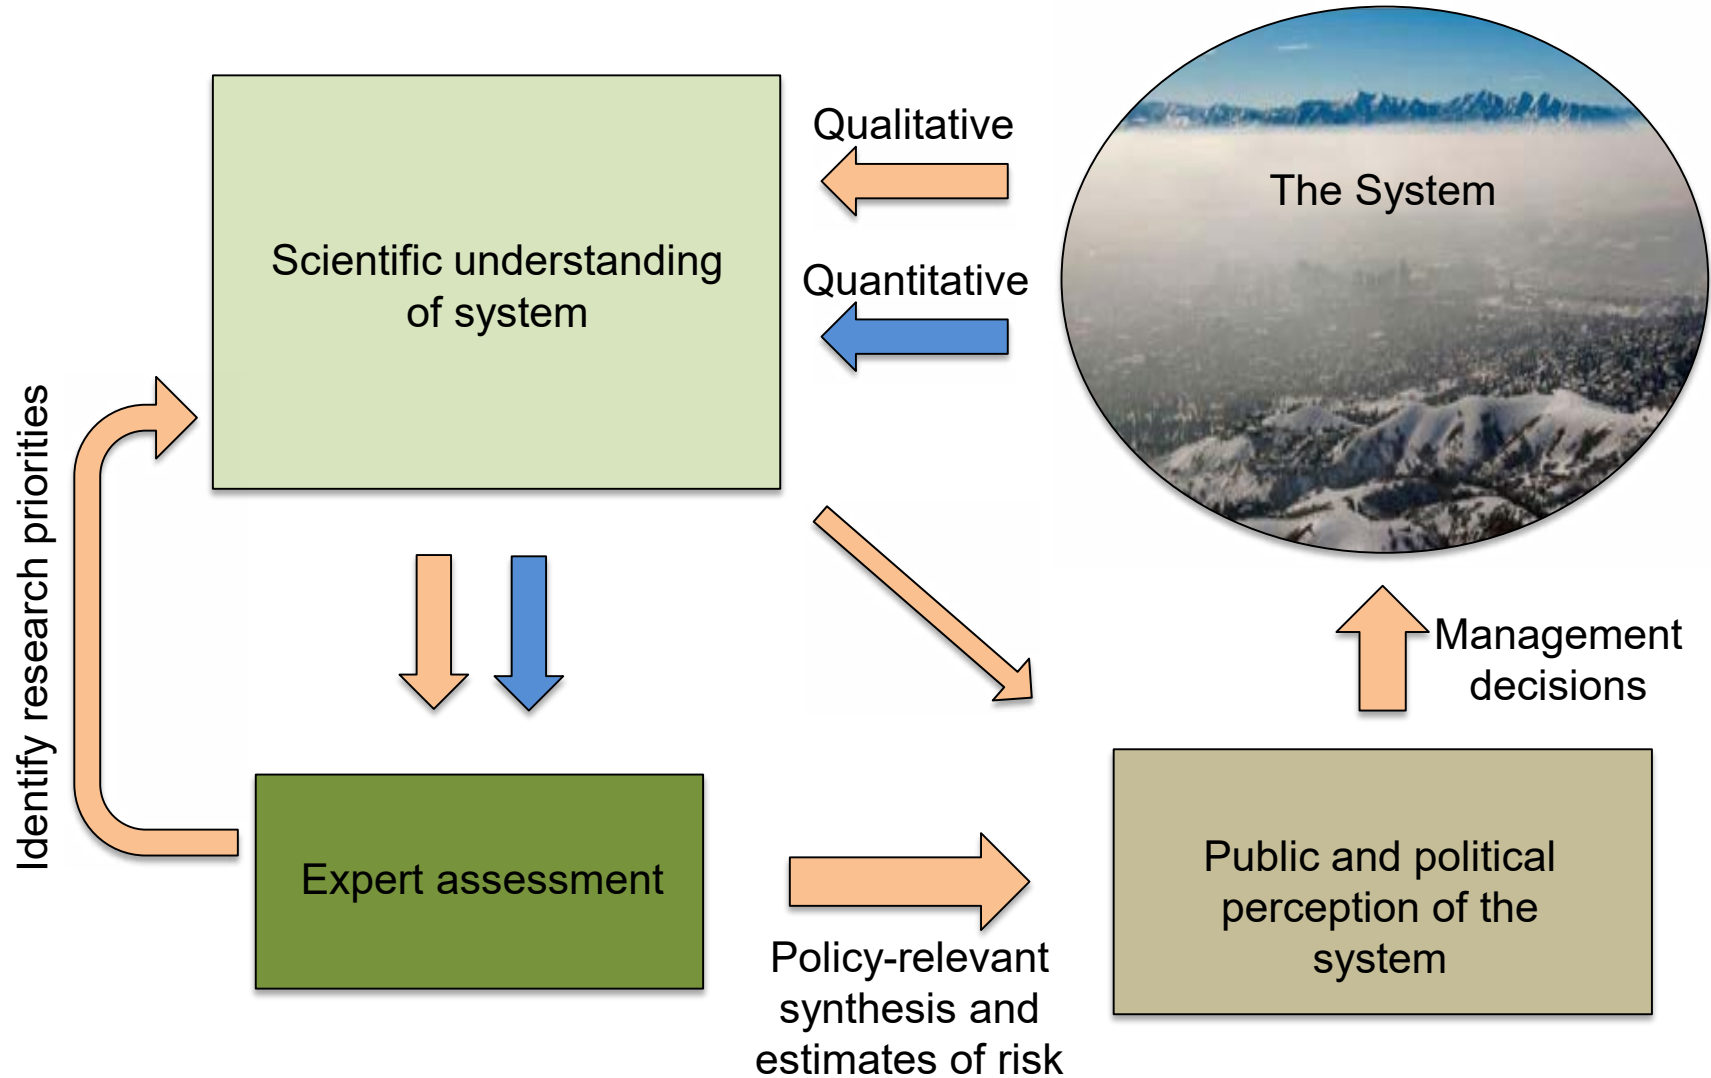 Qualitative
The System
Scientific understanding
of system
Quantitative
Identify research priorities
Management
decisions
Expert assessment
Public and political
perception of the
system
Policy-relevant
synthesis and
estimates of risk